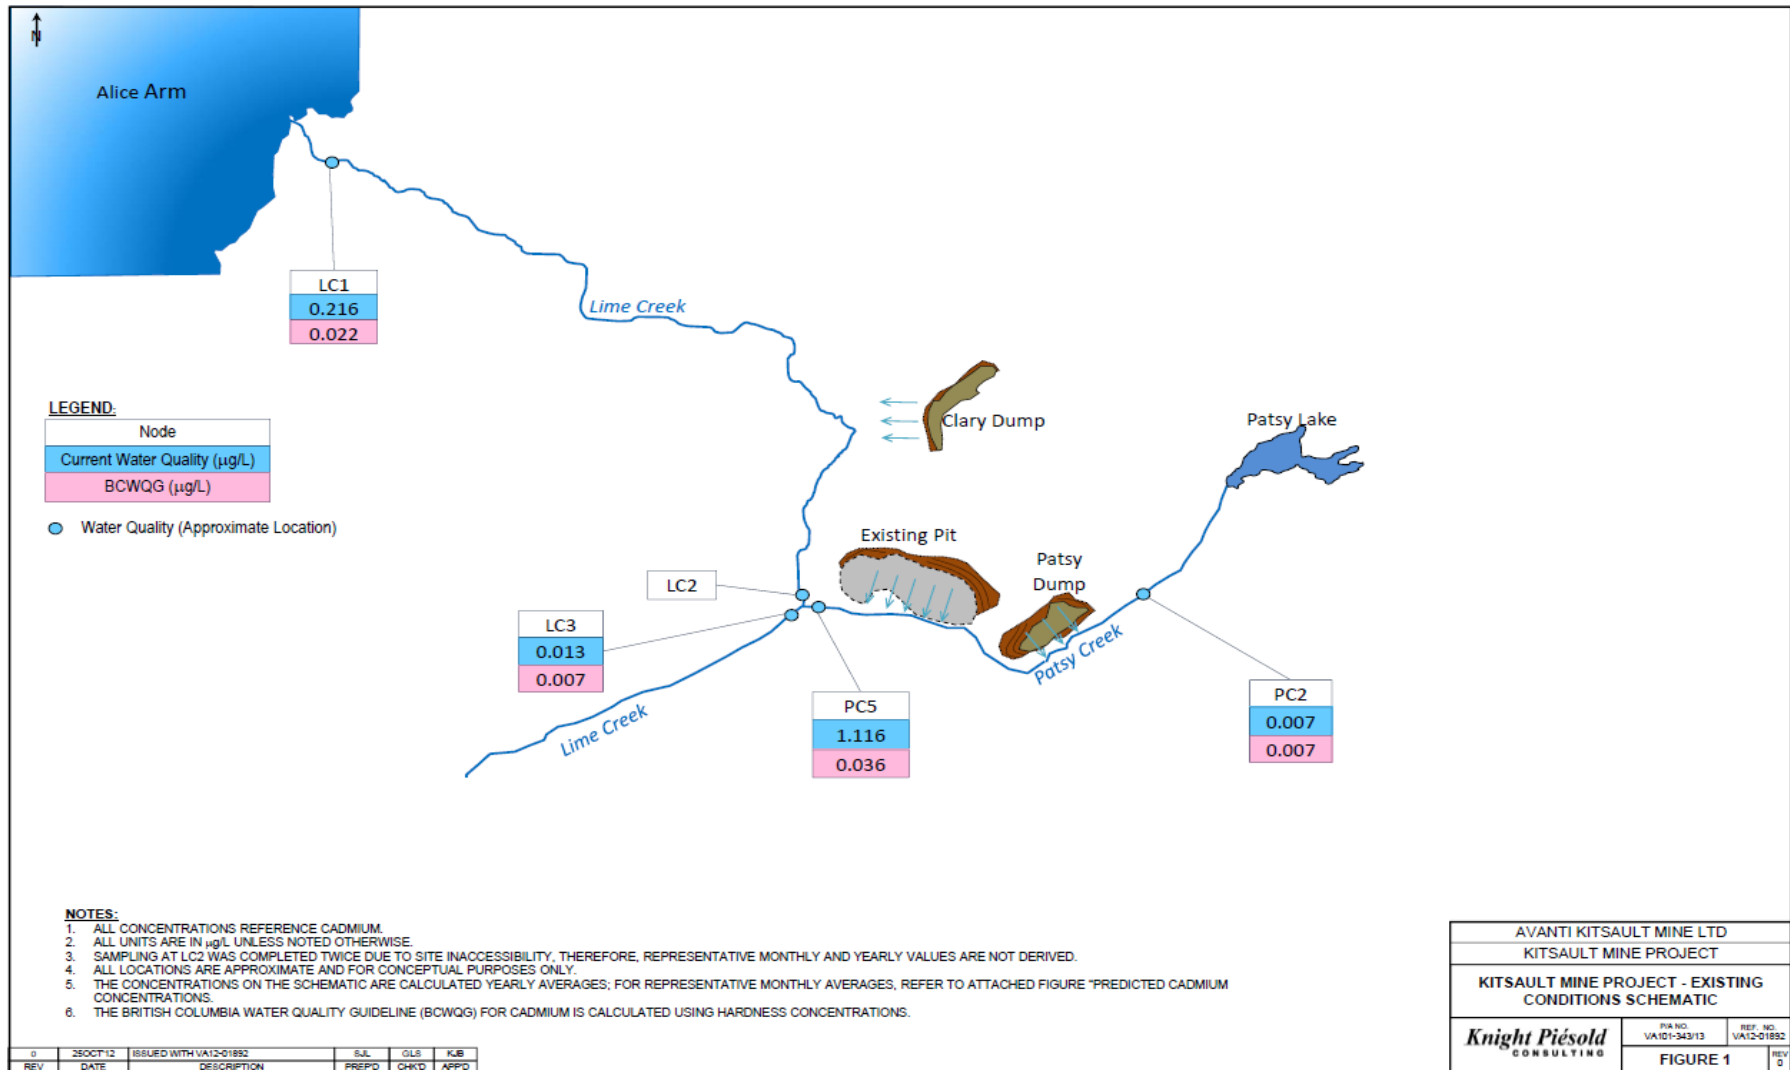 N
Alice Arm
LC1
0.216
0.022
Lime Creek
LEGEND:
Node
Current Water Quality (µg/L)
BCWQG (µg/L)
Water Quality (Approximate Location)
Clary Dump
Patsy Lake
Existing Pit
Patsy
Dump
LC2
LC3
0.013
0.007
Patsy Creek
Lime Creek
PC5
1.116
0.036
PC2
0.007
0.007
NOTES:
1. ALL CONCENTRATIONS REFERENCE CADMIUM.
2. ALL UNITS ARE IN µg/L UNLESS NOTED OTHERWISE.
3. SAMPLING AT LC2 WAS COMPLETED TWICE DUE TO SITE INACCESSIBILITY, THEREFORE, REPRESENTATIVE MONTHLY AND YEARLY VALUES ARE NOT DERIVED.
4. ALL LOCATIONS ARE APPROXIMATE AND FOR CONCEPTUAL PURPOSES ONLY.
5. THE CONCENTRATIONS ON THE SCHEMATIC ARE CALCULATED YEARLY AVERAGES; FOR REPRESENTATIVE MONTHLY AVERAGES, REFER TO ATTACHED FIGURE "PREDICTED CADMIUM
CONCENTRATIONS.
6. THE BRITISH COLUMBIA WATER QUALITY GUIDELINE (BCWQG) FOR CADMIUM IS CALCULATED USING HARDNESS CONCENTRATIONS.
0 25OCT'12 ISSUED WITH VA12-01892 SJL GLS KJB
REV DATE DESCRIPTION PREP'D CHK'D APP'D
AVANTI KITSAULT MINE LTD
KITSAULT MINE PROJECT
KITSAULT MINE PROJECT - EXISTING
CONDITIONS SCHEMATIC
Knight Piésold
CONSULTING
P/A NO.
VA101-343/13
REF. NO.
VA12-01892
FIGURE 1
REV
0